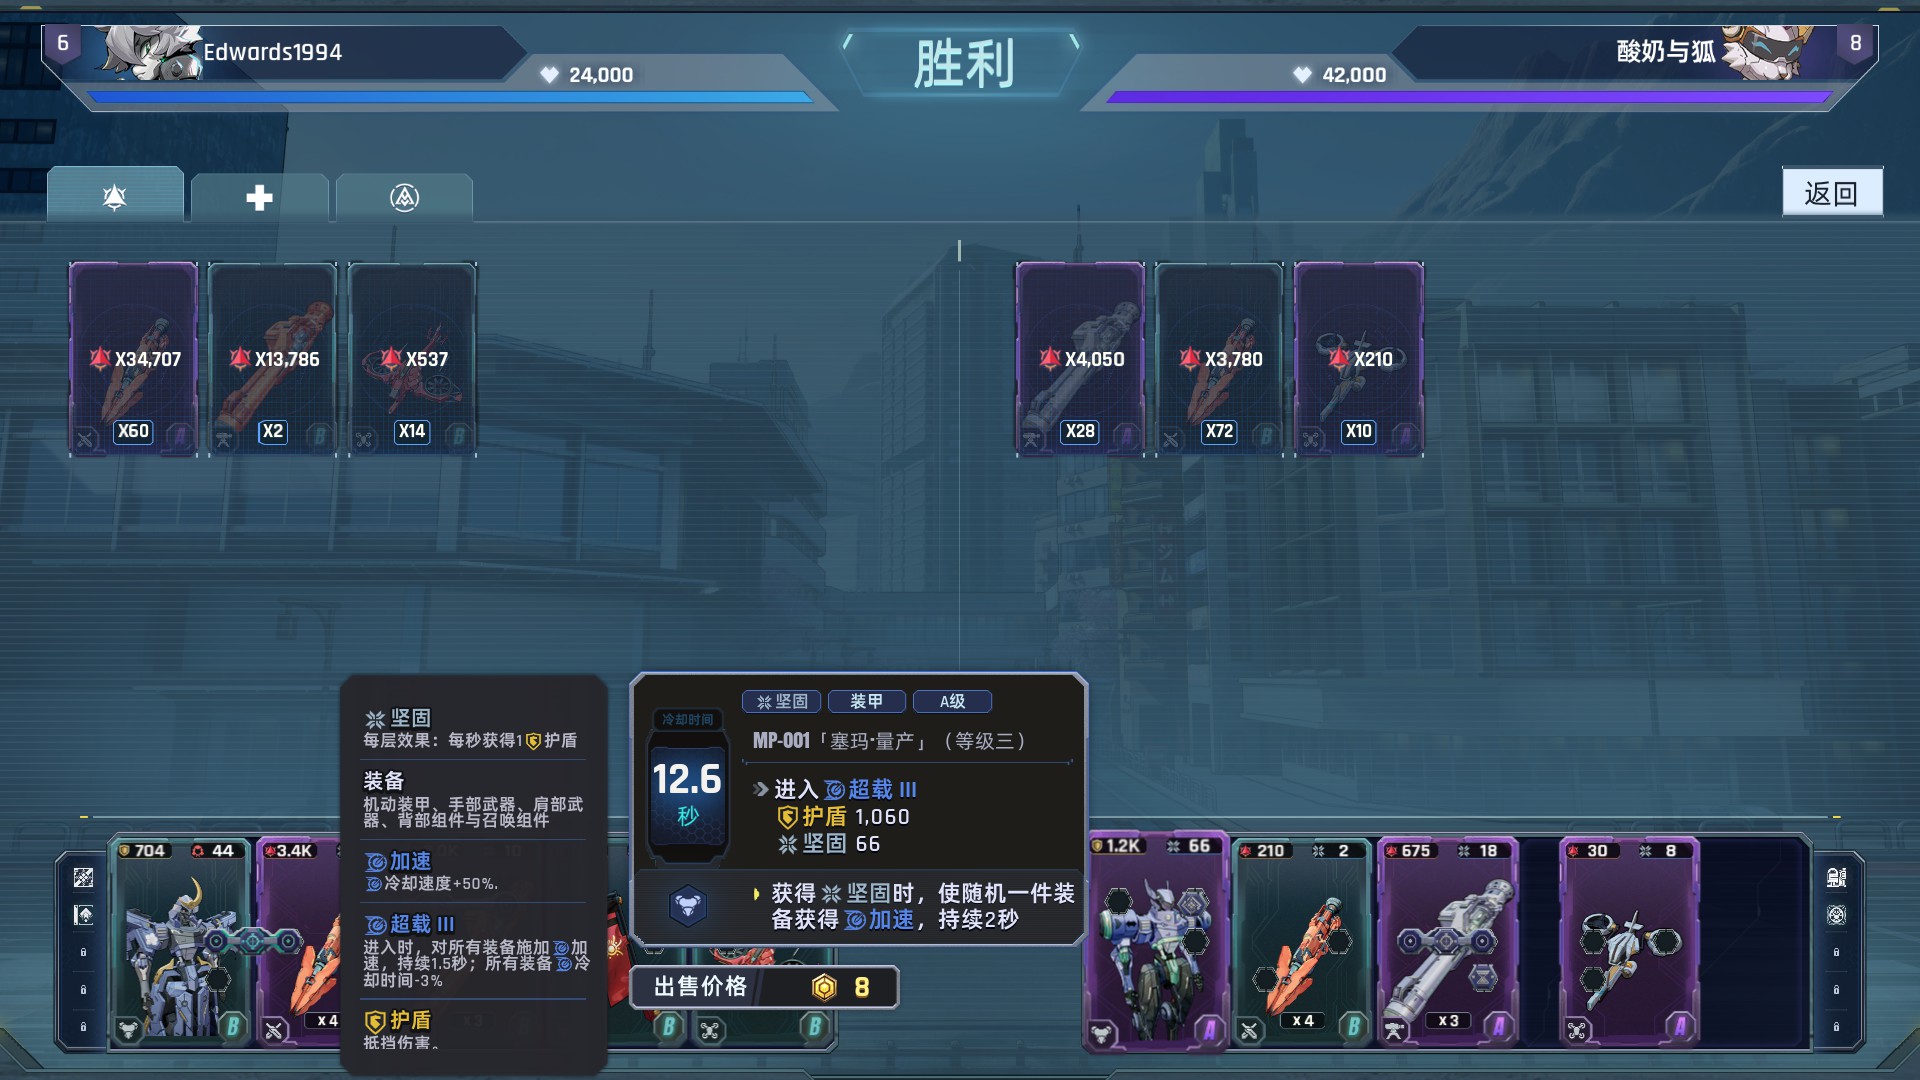 6
Edwards1994
24,000
胜利
42,000
酸奶与狐
8
返回
X34,707
X60
A
X13,786
X2
B
X537
X14
B
X4,050
X28
A
X3,780
X72
B
X210
X10
A
坚固
每层效果：每秒获得1护盾
装备
机动装甲、手部武器、肩部武
器、背部组件与召唤组件
加速
冷却速度+50%.
超载 III
进入时，对所有装备施加加
速，持续1.5秒；所有装备冷
却时间-3%
护盾
抵挡伤害。
坚固
装甲
A级
冷却时间
12.6
秒
MP-001「塞玛·量产」（等级三）
进入超载 III
护盾 1,060
坚固 66
获得坚固时，使随机一件装
备获得加速，持续2秒
出售价格
8
704
44
B
3.4K
x 4
B
B
1.2K
66
A
210
2
x 4
B
675
18
x 3
A
30
8
A